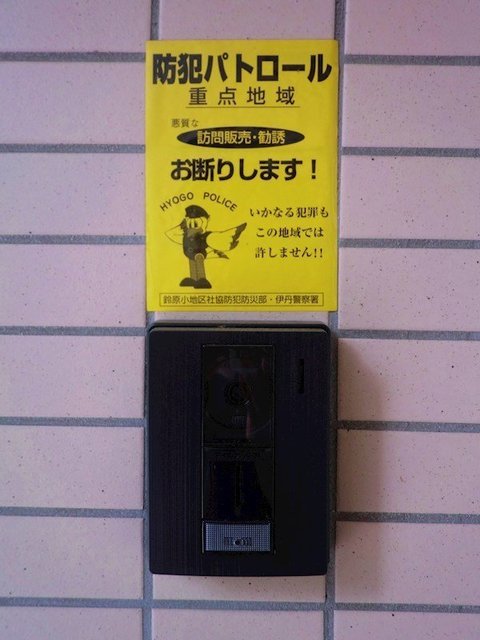 防犯パトロール
重点地域
悪質な
訪問販売・勧誘
お断りします!
HYOGO POLICE
いかなる犯罪も
この地域では
許しません!!
鈴原小地区社協防犯防災部・伊丹警察署